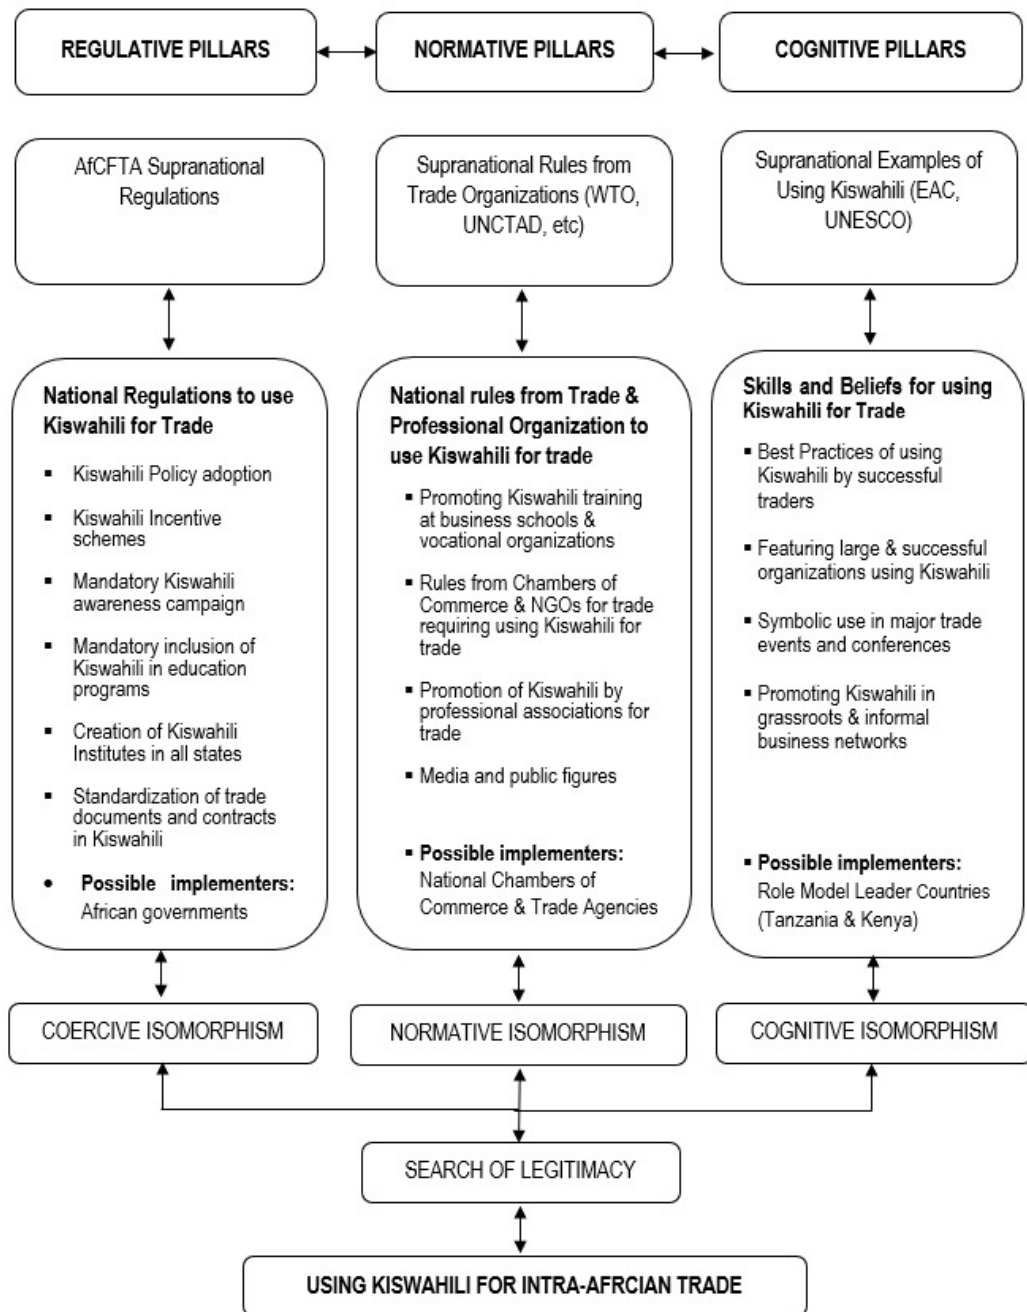 REGULATIVE PILLARS
NORMATIVE PILLARS
COGNITIVE PILLARS
AfCFTA Supranational
Regulations
Supranational Rules from
Trade Organizations (WTO,
UNCTAD, etc)
Supranational Examples of
Using Kiswahili (EAC,
UNESCO)
National Regulations to use
Kiswahili for Trade
▪ Kiswahili Policy adoption
▪ Kiswahili Incentive
schemes
▪ Mandatory Kiswahili
awareness campaign
▪ Mandatory inclusion of
Kiswahili in education
programs
▪ Creation of Kiswahili
Institutes in all states
▪ Standardization of trade
documents and contracts
in Kiswahili
• Possible implementers:
African governments
National rules from Trade &
Professional Organization to
use Kiswahili for trade
▪ Promoting Kiswahili training
at business schools &
vocational organizations
▪ Rules from Chambers of
Commerce & NGOs for trade
requiring using Kiswahili for
trade
▪ Promotion of Kiswahili by
professional associations for
trade
▪ Media and public figures
▪ Possible implementers:
National Chambers of
Commerce & Trade Agencies
Skills and Beliefs for using
Kiswahili for Trade
▪ Best Practices of using
Kiswahili by successful
traders
▪ Featuring large & successful
organizations using Kiswahili
▪ Symbolic use in major trade
events and conferences
▪ Promoting Kiswahili in
grassroots & informal
business networks
▪ Possible implementers:
Role Model Leader Countries
(Tanzania & Kenya)
COERCIVE ISOMORPHISM
NORMATIVE ISOMORPHISM
COGNITIVE ISOMORPHISM
SEARCH OF LEGITIMACY
USING KISWAHILI FOR INTRA-AFRCIAN TRADE